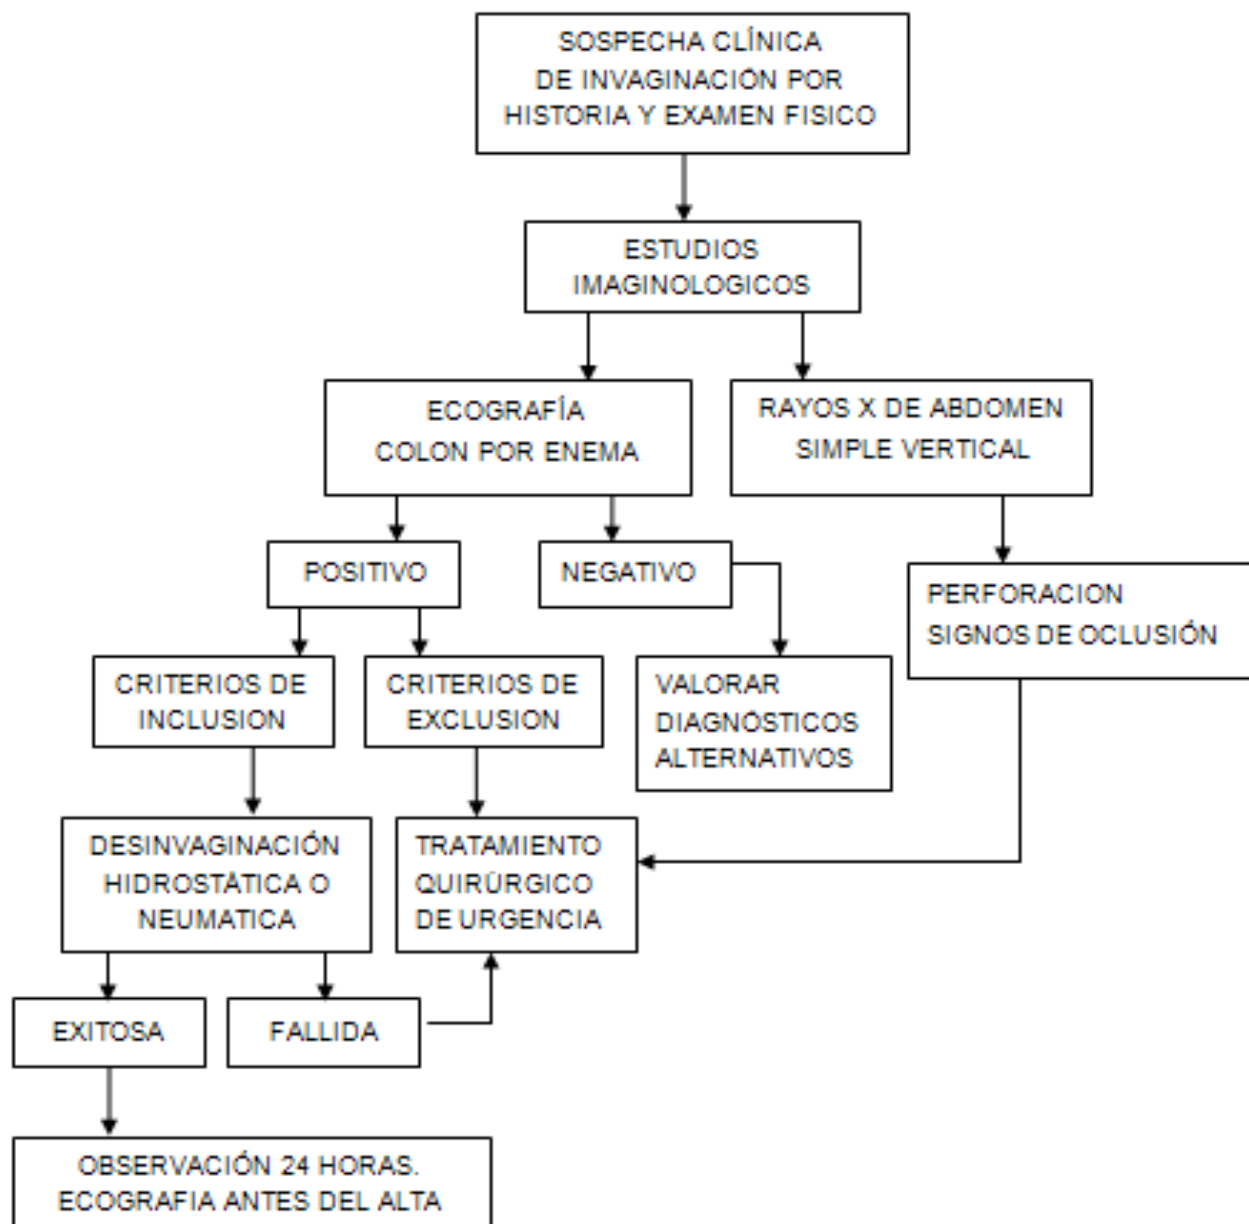 SOSPECHA CLÍNICA
DE INVAGINACIÓN POR
HISTORIA Y EXAMEN FISICO
ESTUDIOS
IMAGINOLOGICOS
ECOGRAFÍA
COLON POR ENEMA
RAYOS X DE ABDOMEN
SIMPLE VERTICAL
POSITIVO
NEGATIVO
PERFORACION
SIGNOS DE OCLUSIÓN
CRITERIOS DE
INCLUSION
CRITERIOS DE
EXCLUSION
VALORAR
DIAGNÓSTICOS
ALTERNATIVOS
DESINVAGINACIÓN
HIDROSTÁTICA O
NEUMATICA
TRATAMIENTO
QUIRÚRGICO
DE URGENCIA
EXITOSA
FALLIDA
OBSERVACIÓN 24 HORAS.
ECOGRAFIA ANTES DEL ALTA